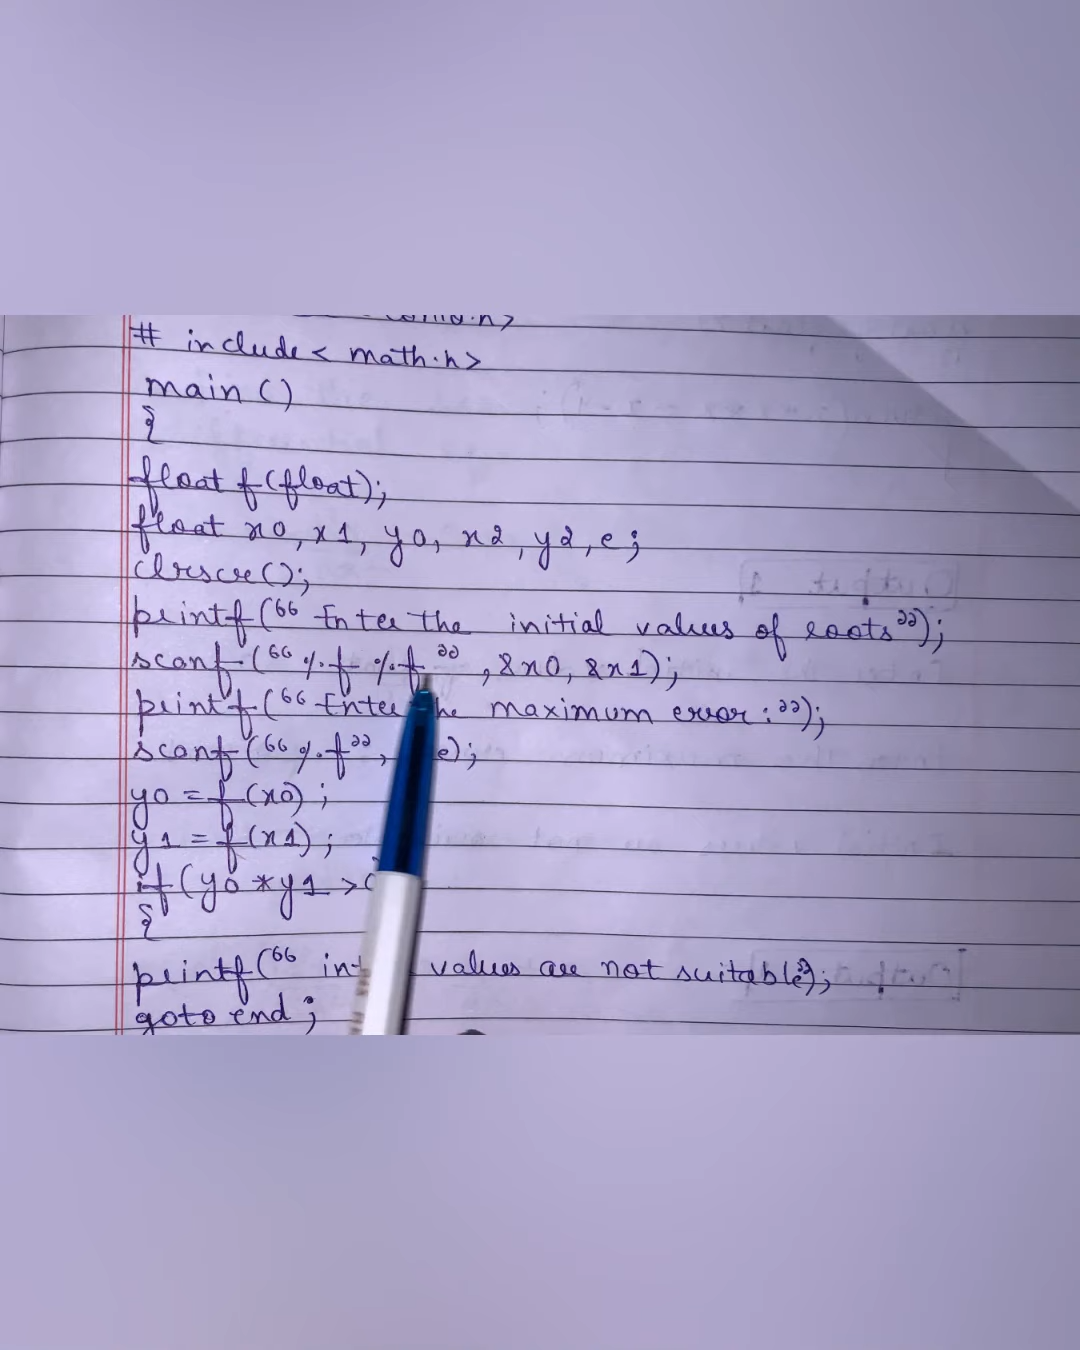 # include < math.h>
main ()
{
float f (float);
float x0, x1, y0, x2, y2, e;
clrscr();
printf("Enter the initial values of roots");
scanf("%f %f", &x0, &x1);
printf("Enter the maximum error:");
scanf("%f", e);
y0 = f(x0);
y1 = f(x1);
if (y0 * y1 >
{
printf(" values are not suitable");
goto end;